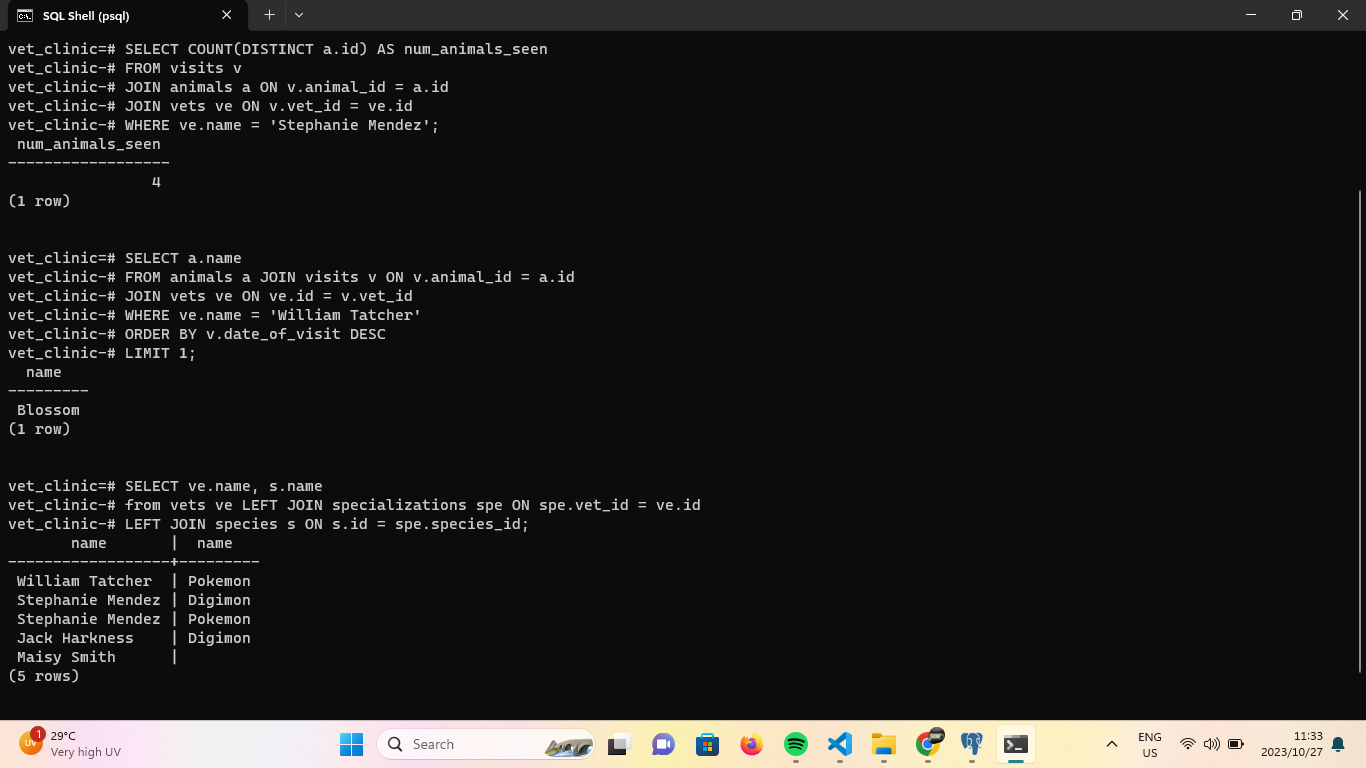 SQL Shell (psql)
vet_clinic=# SELECT COUNT(DISTINCT a.id) AS num_animals_seen
vet_clinic-# FROM visits v
vet_clinic-# JOIN animals a ON v.animal_id = a.id
vet_clinic-# JOIN vets ve ON v.vet_id = ve.id
vet_clinic-# WHERE ve.name = 'Stephanie Mendez';
 num_animals_seen
------------------
                4
(1 row)
vet_clinic=# SELECT a.name
vet_clinic-# FROM animals a JOIN visits v ON v.animal_id = a.id
vet_clinic-# JOIN vets ve ON ve.id = v.vet_id
vet_clinic-# WHERE ve.name = 'William Tatcher'
vet_clinic-# ORDER BY v.date_of_visit DESC
vet_clinic-# LIMIT 1;
  name
---------
 Blossom
(1 row)
vet_clinic=# SELECT ve.name, s.name
vet_clinic-# from vets ve LEFT JOIN specializations spe ON spe.vet_id = ve.id
vet_clinic-# LEFT JOIN species s ON s.id = spe.species_id;
       name       |  name
------------------+---------
 William Tatcher  | Pokemon
 Stephanie Mendez | Digimon
 Stephanie Mendez | Pokemon
 Jack Harkness    | Digimon
 Maisy Smith      |
(5 rows)
UV 1 29°C
Very high UV
Search
ENG
US
11:33
2023/10/27